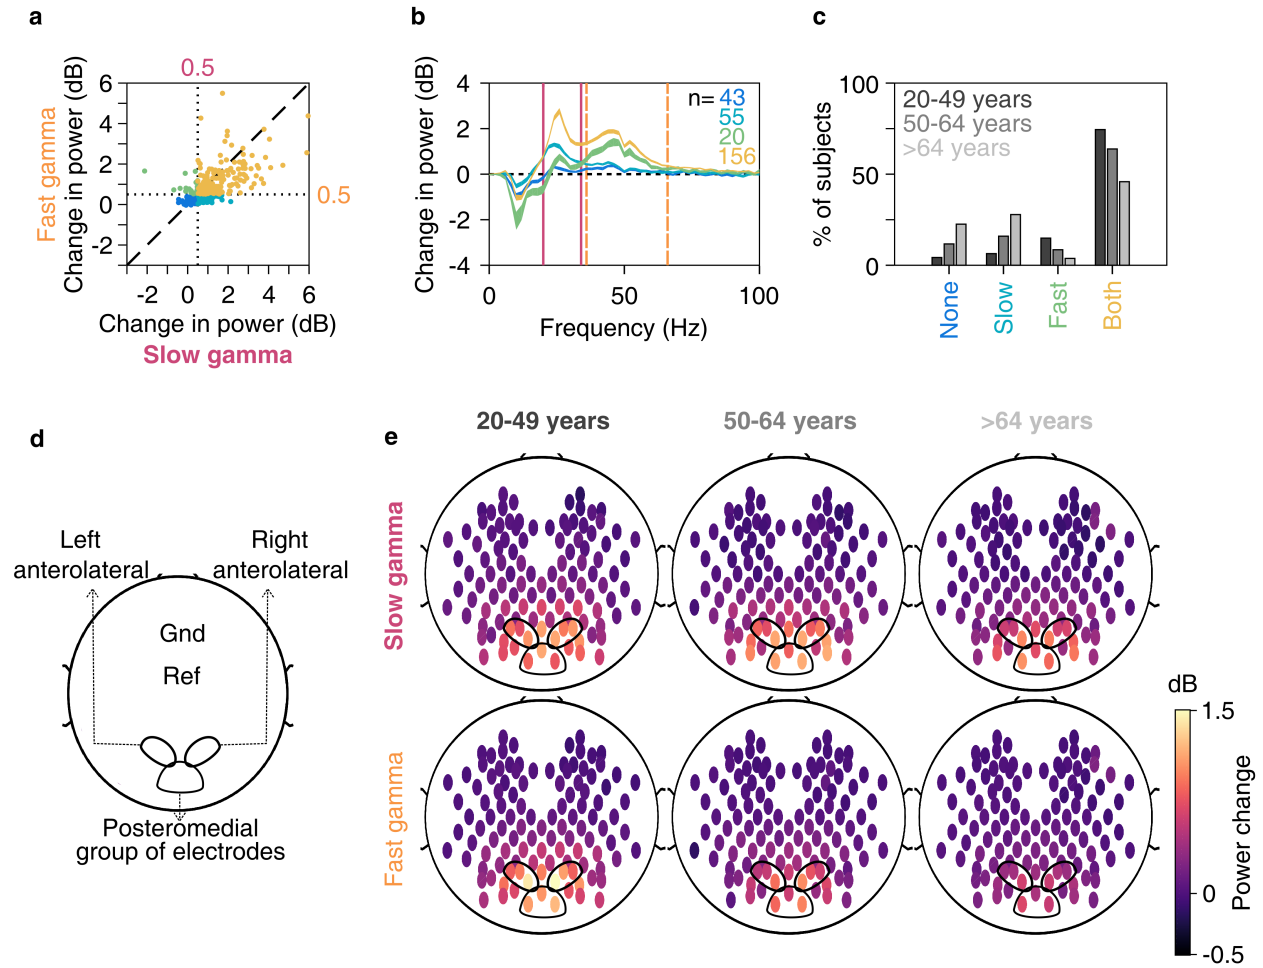 a
0.5
Fast gamma
Change in power (dB)
6
4
2
0
-2
0.5
-2
0
2
4
6
Change in power (dB)
Slow gamma
b
Change in power (dB)
4
2
0
-2
-4
n= 43
55
20
156
0
50
100
Frequency (Hz)
c
% of subjects
100
50
0
20-49 years
50-64 years
>64 years
None
Slow
Fast
Both
d
Left
anterolateral
Right
anterolateral
Gnd
Ref
Posteromedial
group of electrodes
e
20-49 years
50-64 years
>64 years
Slow gamma
Fast gamma
dB
1.5
0
-0.5
Power change